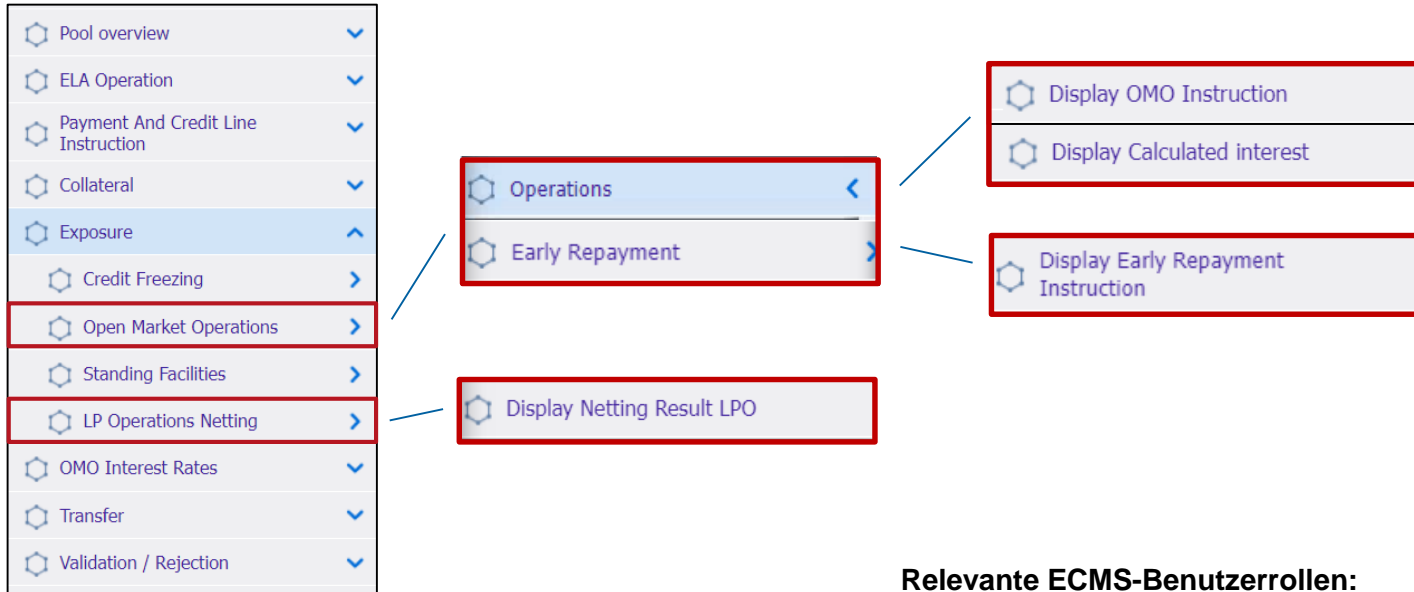 Pool overview
ELA Operation
Payment And Credit Line
Instruction
Collateral
Exposure
Credit Freezing
Open Market Operations
Standing Facilities
LP Operations Netting
OMO Interest Rates
Transfer
Validation / Rejection
Operations
Early Repayment
Display Netting Result LPO
Display OMO Instruction
Display Calculated interest
Display Early Repayment
Instruction
Relevante ECMS-Benutzerrollen: